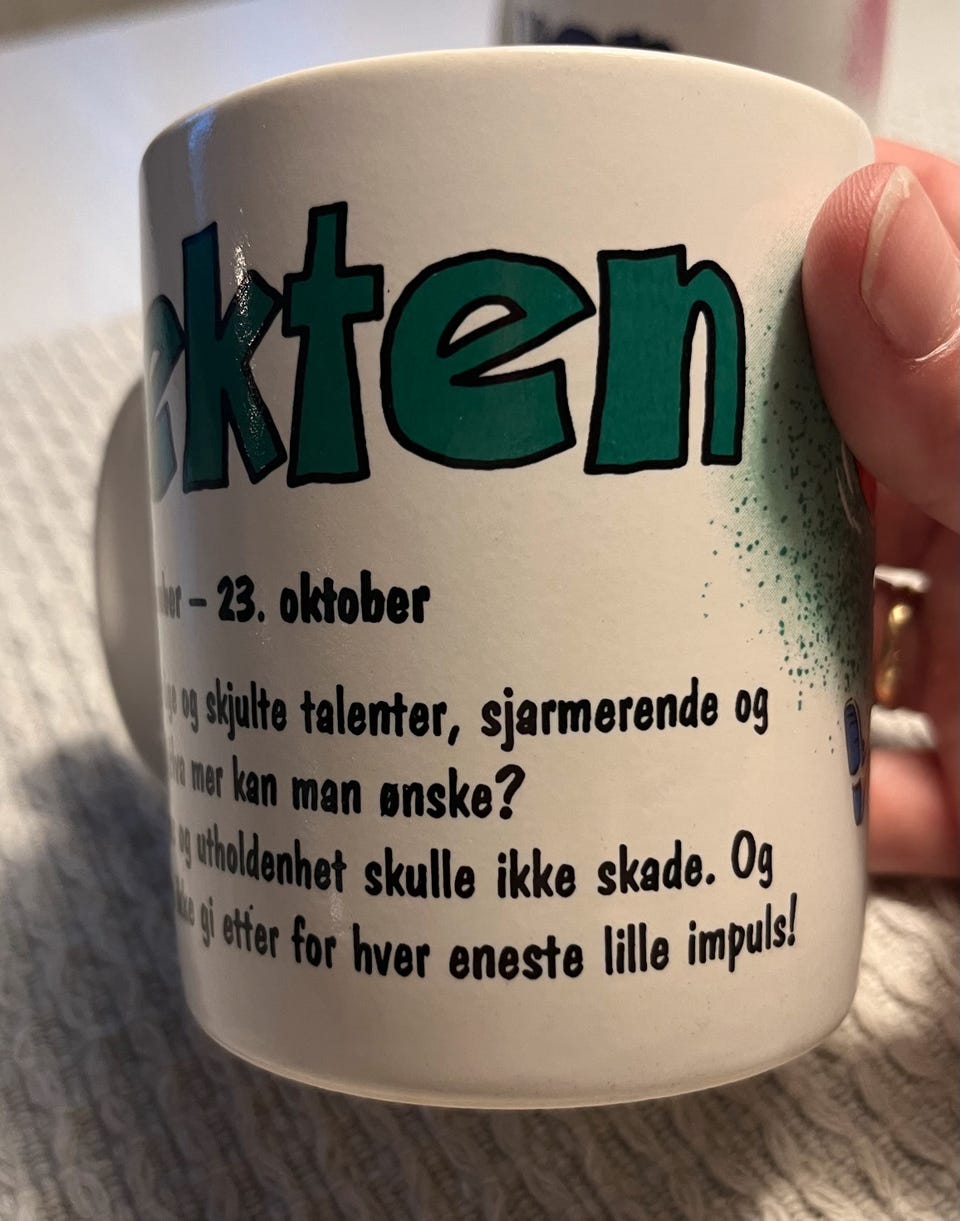 ekten
– 23. oktober
og skjulte talenter, sjarmerende og
mer kan man ønske?
og utholdenhet skulle ikke skade. Og
gi etter for hver eneste lille impuls!